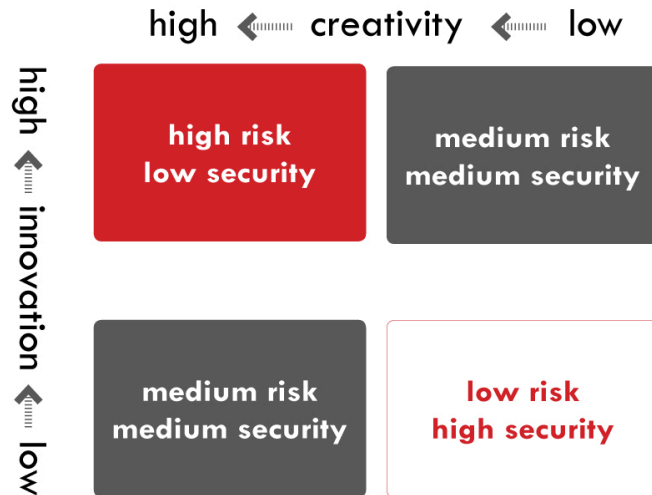 high creativity low
high innovation low
high risk
low security
medium risk
medium security
medium risk
medium security
low risk
high security